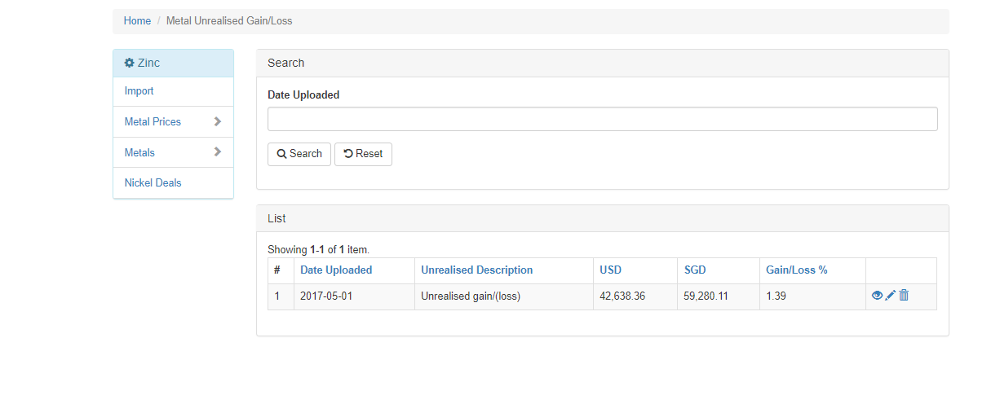 Home / Metal Unrealised Gain/Loss
Zinc
Import
Metal Prices
Metals
Nickel Deals
Search
Date Uploaded
Search Reset
List
Showing 1-1 of 1 item.
# Date Uploaded Unrealised Description USD SGD Gain/Loss %
1 2017-05-01 Unrealised gain/(loss) 42,638.36 59,280.11 1.39